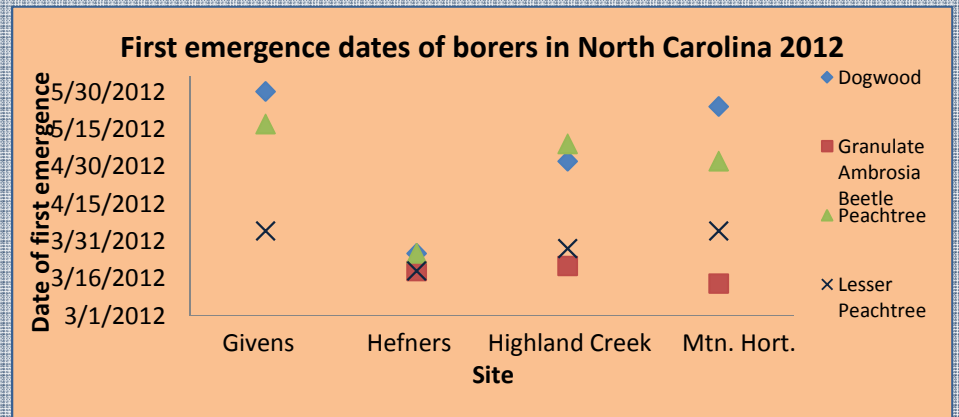 First emergence dates of borers in North Carolina 2012
Date of first emergence
5/30/2012
5/15/2012
4/30/2012
4/15/2012
3/31/2012
3/16/2012
3/1/2012
Givens
Hefners
Highland Creek
Mtn. Hort.
Site
Dogwood
Granulate
Ambrosia
Beetle
Peachtree
Lesser
Peachtree